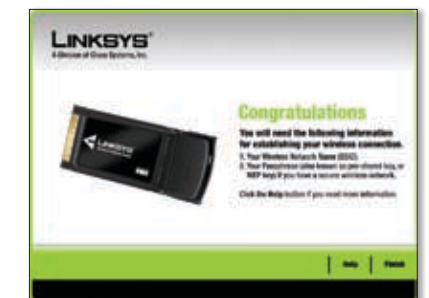 LINKSYS®
A Division of Cisco Systems, Inc.
Congratulations
You will need the following information
for establishing your wireless connection.
1. Your Wireless Network Name (SSID).
2. Your Passphrase (also known as pre-shared key, or
WEP key) if you have a secure wireless network.
Click the Help button if you need more information.
LINKSYS
Help
Finish